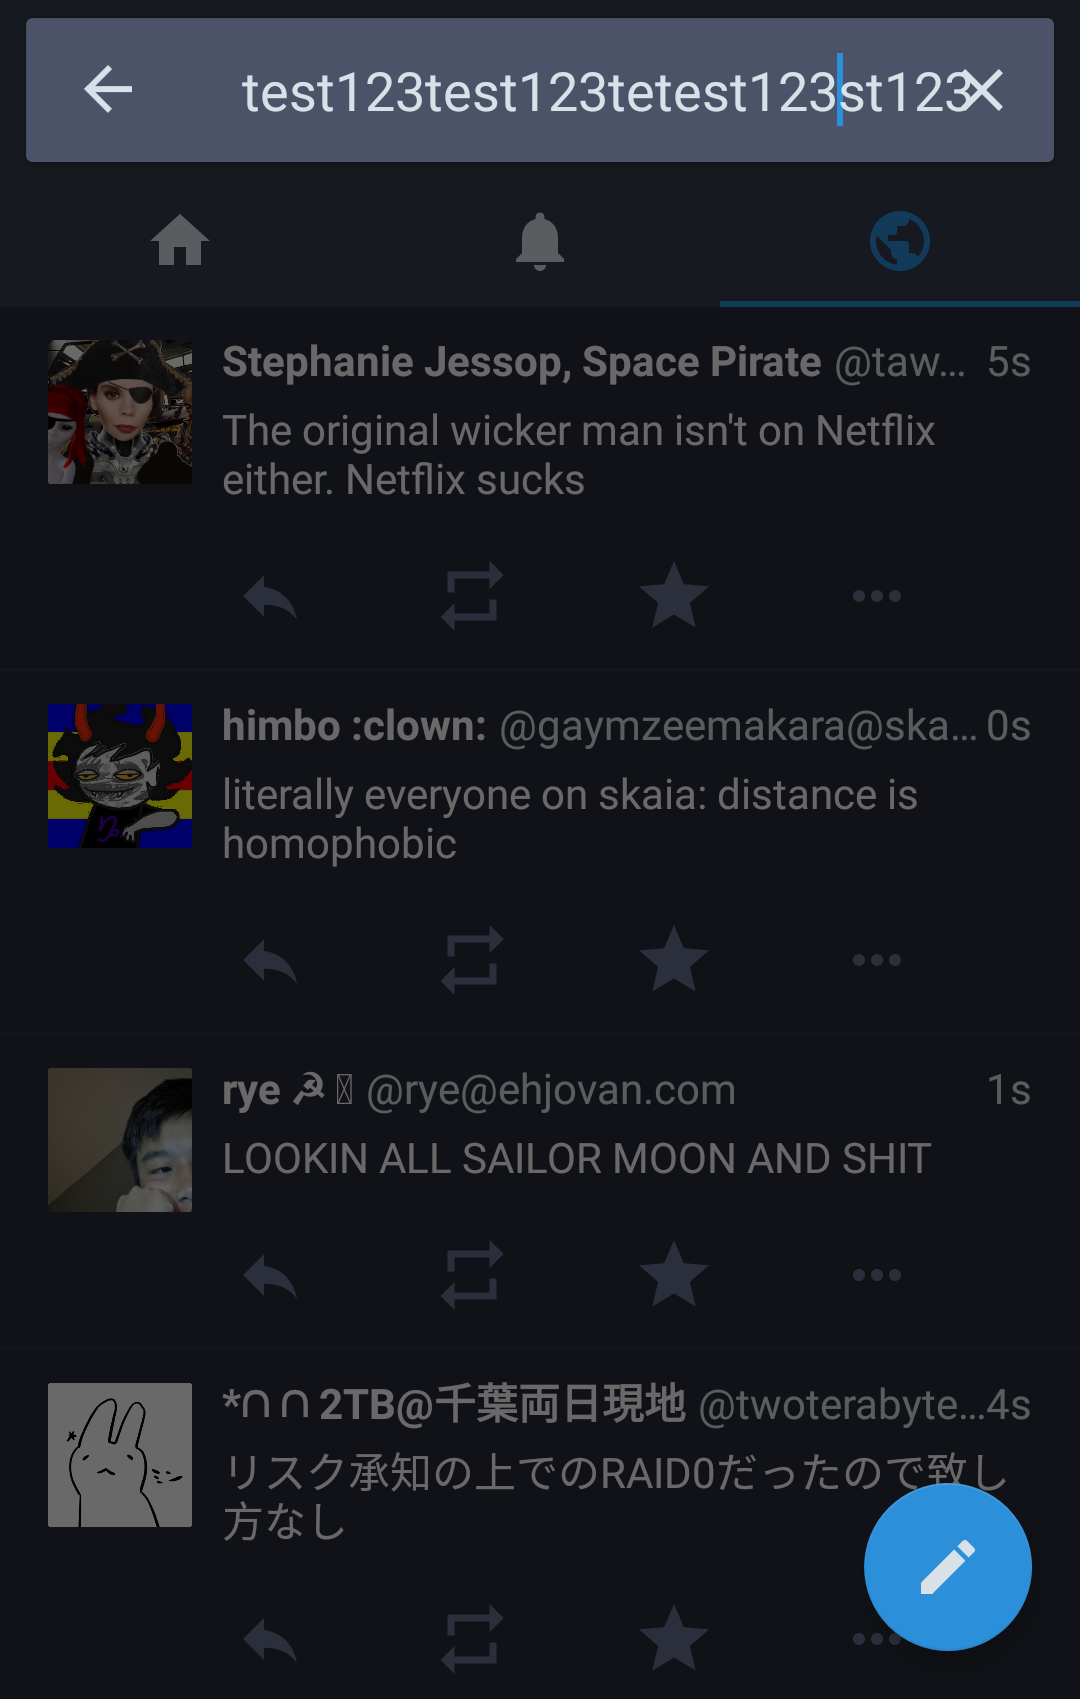 test123test123tetest123st123
Stephanie Jessop, Space Pirate @taw… 5s
The original wicker man isn't on Netflix
either. Netflix sucks
himbo :clown: @gaymzeemakara@ska… 0s
literally everyone on skaia: distance is
homophobic
rye ☭ @rye@ehjovan.com 1s
LOOKIN ALL SAILOR MOON AND SHIT
*∩ ∩ 2TB@千葉両日現地 @twoterabyte…4s
リスク承知の上でのRAID0だったので致し
方なし